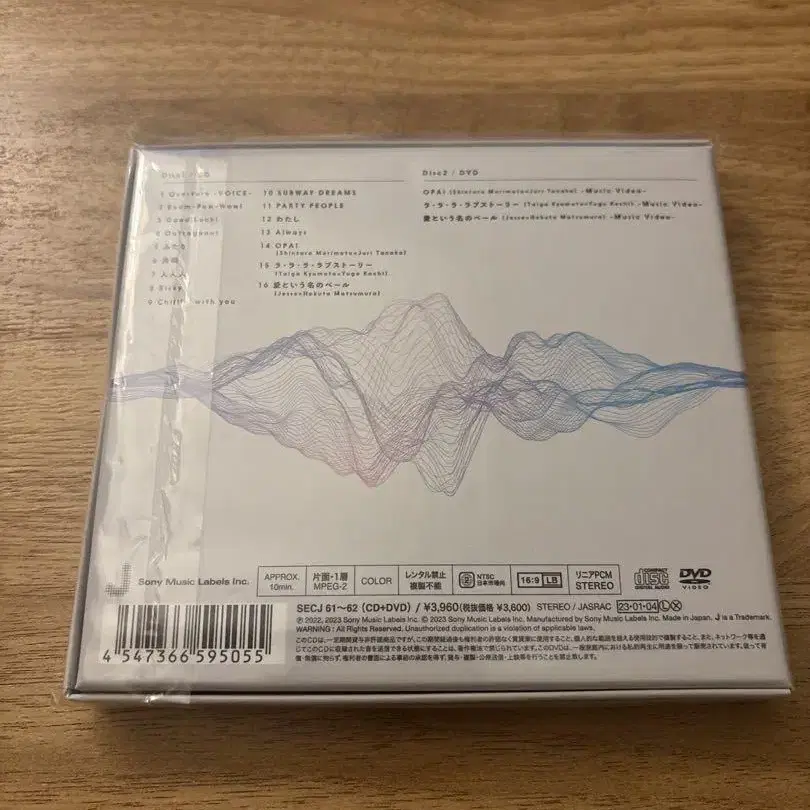 Disc1 / CD
1 Overture -VOICE-
2 Boom-Pow-Wow!
3 Good Luck!
4 Outrageous
5 ふたり
7 人人人
8 Risky
9 Chillin' with you
10 SUBWAY DREAMS
11 PARTY PEOPLE
12 わたし
13 Always
14 OPA!
(Shintaro Morimoto×Juri Tanaka)
15 ラ・ラ・ラ・ラブストーリー
(Taiga Kyomoto×Yugo Kochi)
16 愛という名のベール
(Jesse×Hokuto Matsumura)
Disc2 / DVD
OPA! (Shintaro Morimoto×Juri Tanaka) -Music Video-
ラ・ラ・ラ・ラブストーリー (Taiga Kyomoto×Yugo Kochi) -Music Video-
愛という名のベール (Jesse×Hokuto Matsumura) -Music Video-
J Sony Music Labels Inc.
APPROX. 10min.
片面・1層 MPEG-2
COLOR
レンタル禁止 複製不能
2 NTSC 日本市場向
16:9 LB
リニアPCM STEREO
COMPACT disc DIGITAL AUDIO
DVD VIDEO
SECJ 61〜62 (CD+DVD) / ¥3,960(税抜価格 ¥3,600) STEREO / JASRAC 23・01・04 L X
℗ 2022, 2023 Sony Music Labels Inc. © 2023 Sony Music Labels Inc. Manufactured by Sony Music Labels Inc. Made in Japan. J is a Trademark.
WARNING : All Rights Reserved. Unauthorized duplication is a violation of applicable laws.
4 547366 595055